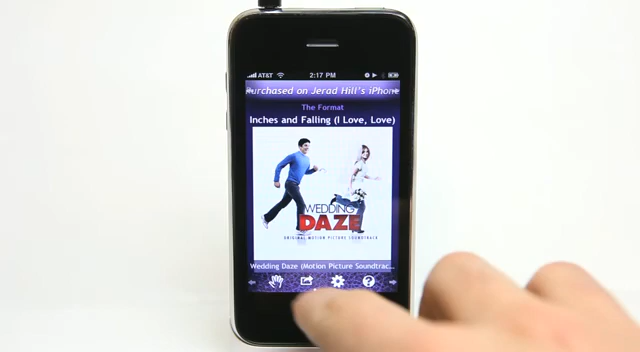 AT&T 2:17 PM
Purchased on Jerad Hill's iPhone
The Format
Inches and Falling (I Love, Love)
WEDDING
DAZE
ORIGINAL MOTION PICTURE SOUNDTRACK
Wedding Daze (Motion Picture Soundtrac...
?